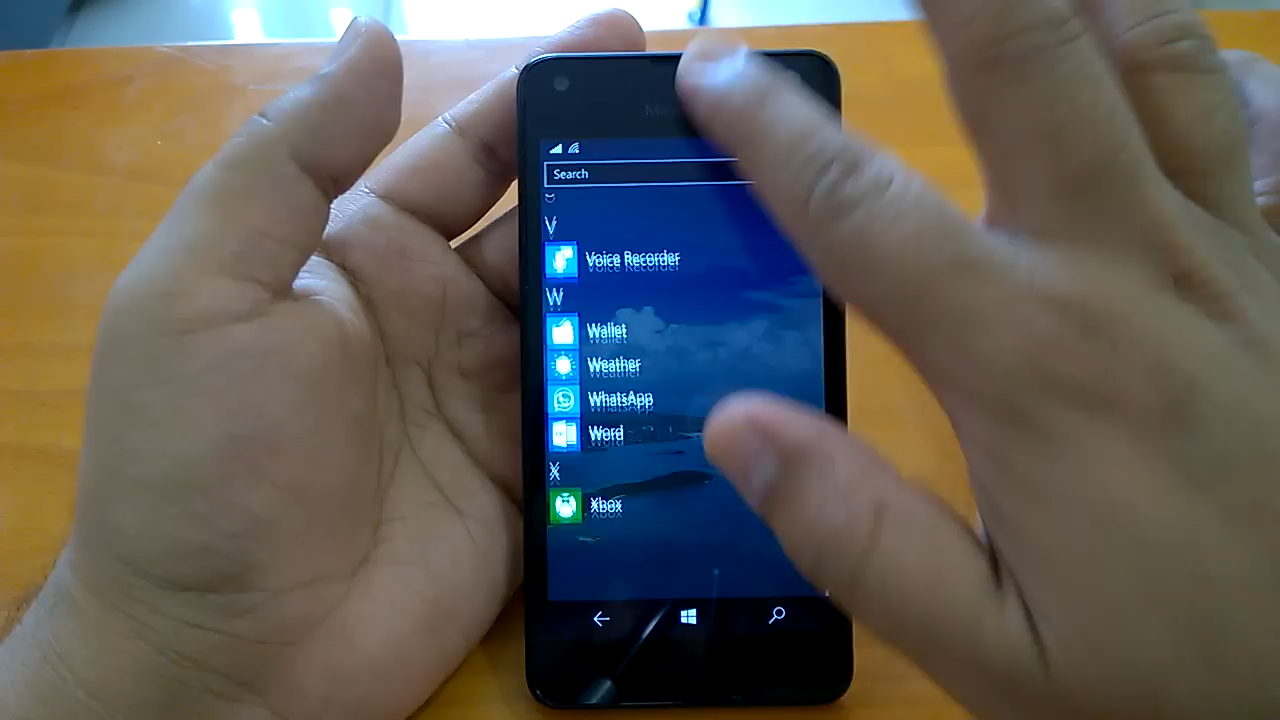 Search
V
Voice Recorder
W
Wallet
Weather
WhatsApp
Word
X
Xbox